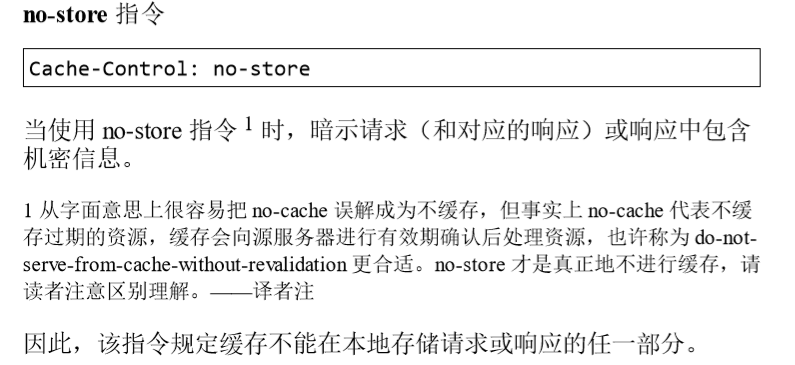 no-store 指令
Cache-Control: no-store
当使用 no-store 指令 1 时，暗示请求（和对应的响应）或响应中包含
机密信息。
1 从字面意思上很容易把 no-cache 误解成为不缓存，但事实上 no-cache 代表不缓
存过期的资源，缓存会向源服务器进行有效期确认后处理资源，也许称为 do-not-
serve-from-cache-without-revalidation 更合适。no-store 才是真正地不进行缓存，请
读者注意区别理解。——译者注
因此，该指令规定缓存不能在本地存储请求或响应的任一部分。